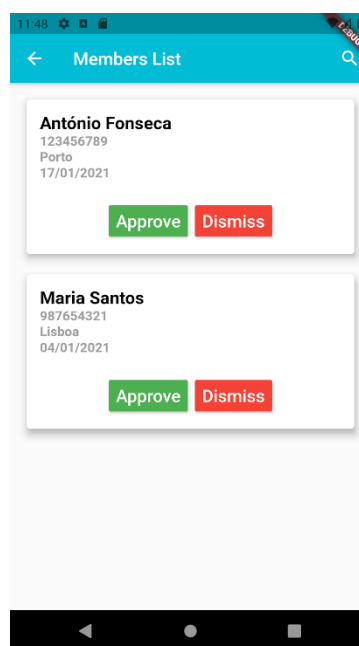 11:48
Members List
António Fonseca
123456789
Porto
17/01/2021
Approve Dismiss
Maria Santos
987654321
Lisboa
04/01/2021
Approve Dismiss